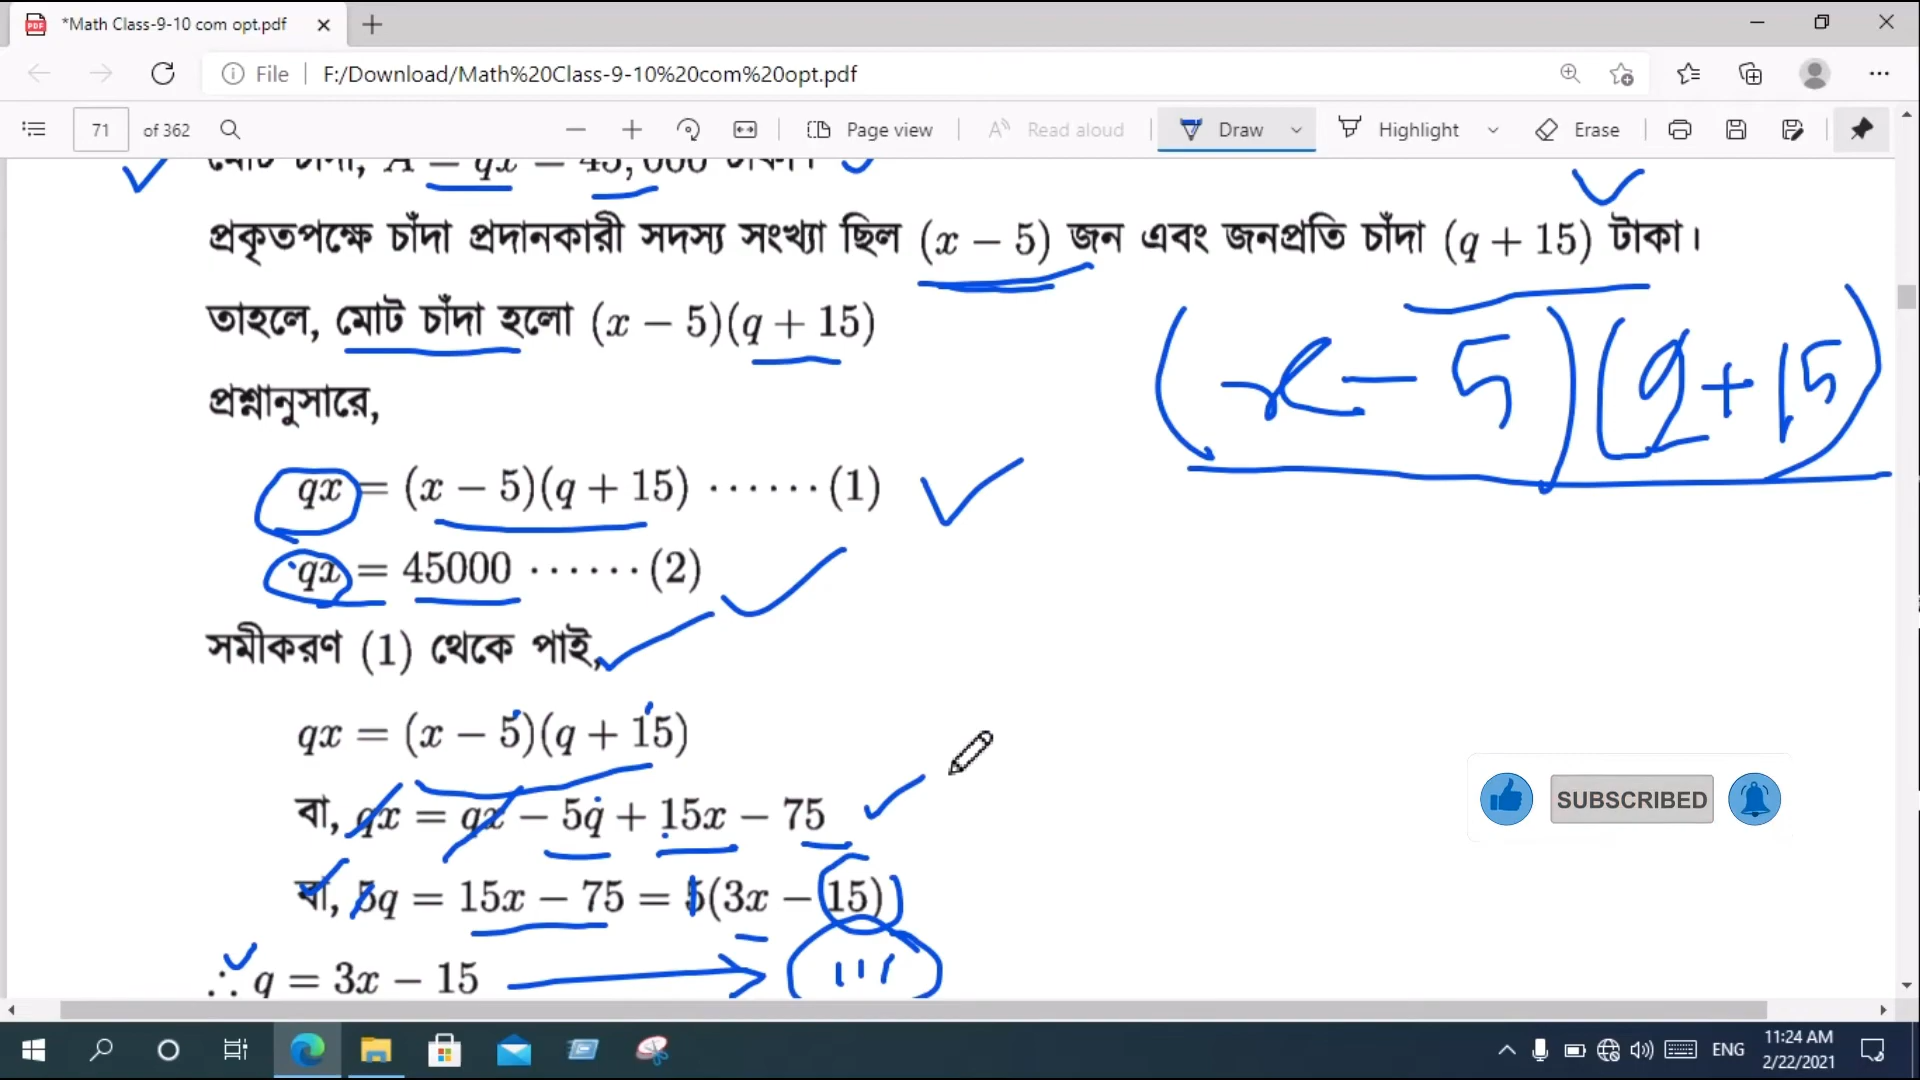 *Math Class-9-10 com opt.pdf
File F:/Download/Math%20Class-9-10%20com%20opt.pdf
71 of 362 Page view Read aloud Draw Highlight Erase
মোট চাঁদা, A = qx = 45,000 টাকা।
প্রকৃতপক্ষে চাঁদা প্রদানকারী সদস্য সংখ্যা ছিল (x − 5) জন এবং জনপ্রতি চাঁদা (q + 15) টাকা।
তাহলে, মোট চাঁদা হলো (x − 5)(q + 15)
(x − 5)(q + 15)
প্রশ্নানুসারে,
qx = (x − 5)(q + 15) ······ (1)
qx = 45000 ······ (2)
সমীকরণ (1) থেকে পাই,
qx = (x − 5)(q + 15)
বা, qx = qx − 5q + 15x − 75
SUBSCRIBED
বা, 5q = 15x − 75 = 5(3x − 15)
∴ q = 3x − 15
111
ENG
11:24 AM
2/22/2021